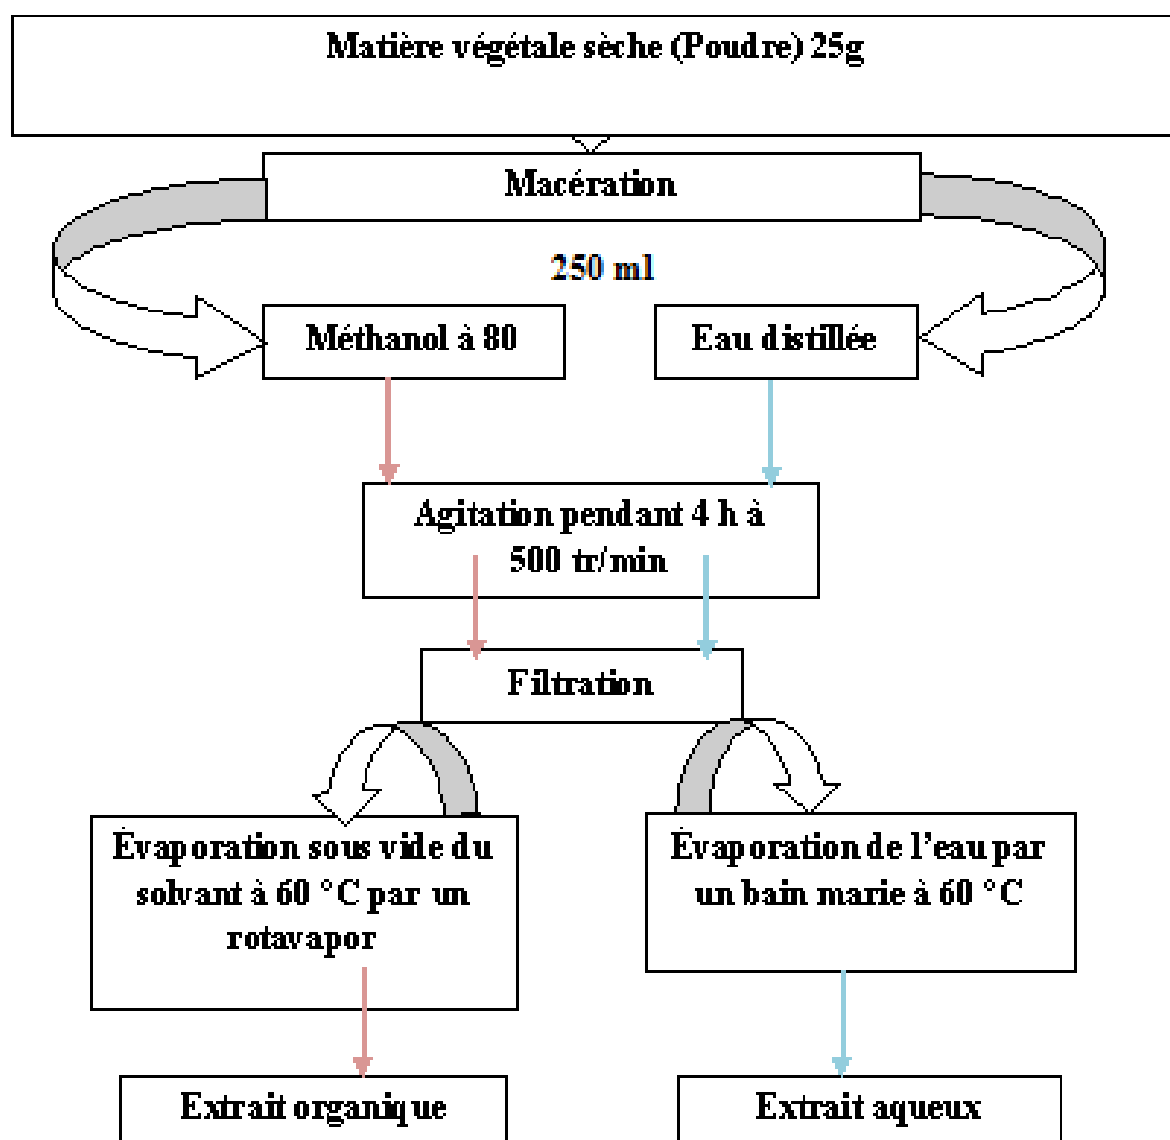 Matière végétale sèche (Poudre) 25g
Macération
250 ml
Méthanol à 80
Eau distillée
Agitation pendant 4 h à
500 tr/min
Filtration
Évaporation sous vide du
solvant à 60 °C par un
rotavapor
Évaporation de l'eau par
un bain marie à 60 °C
Extrait organique
Extrait aqueux